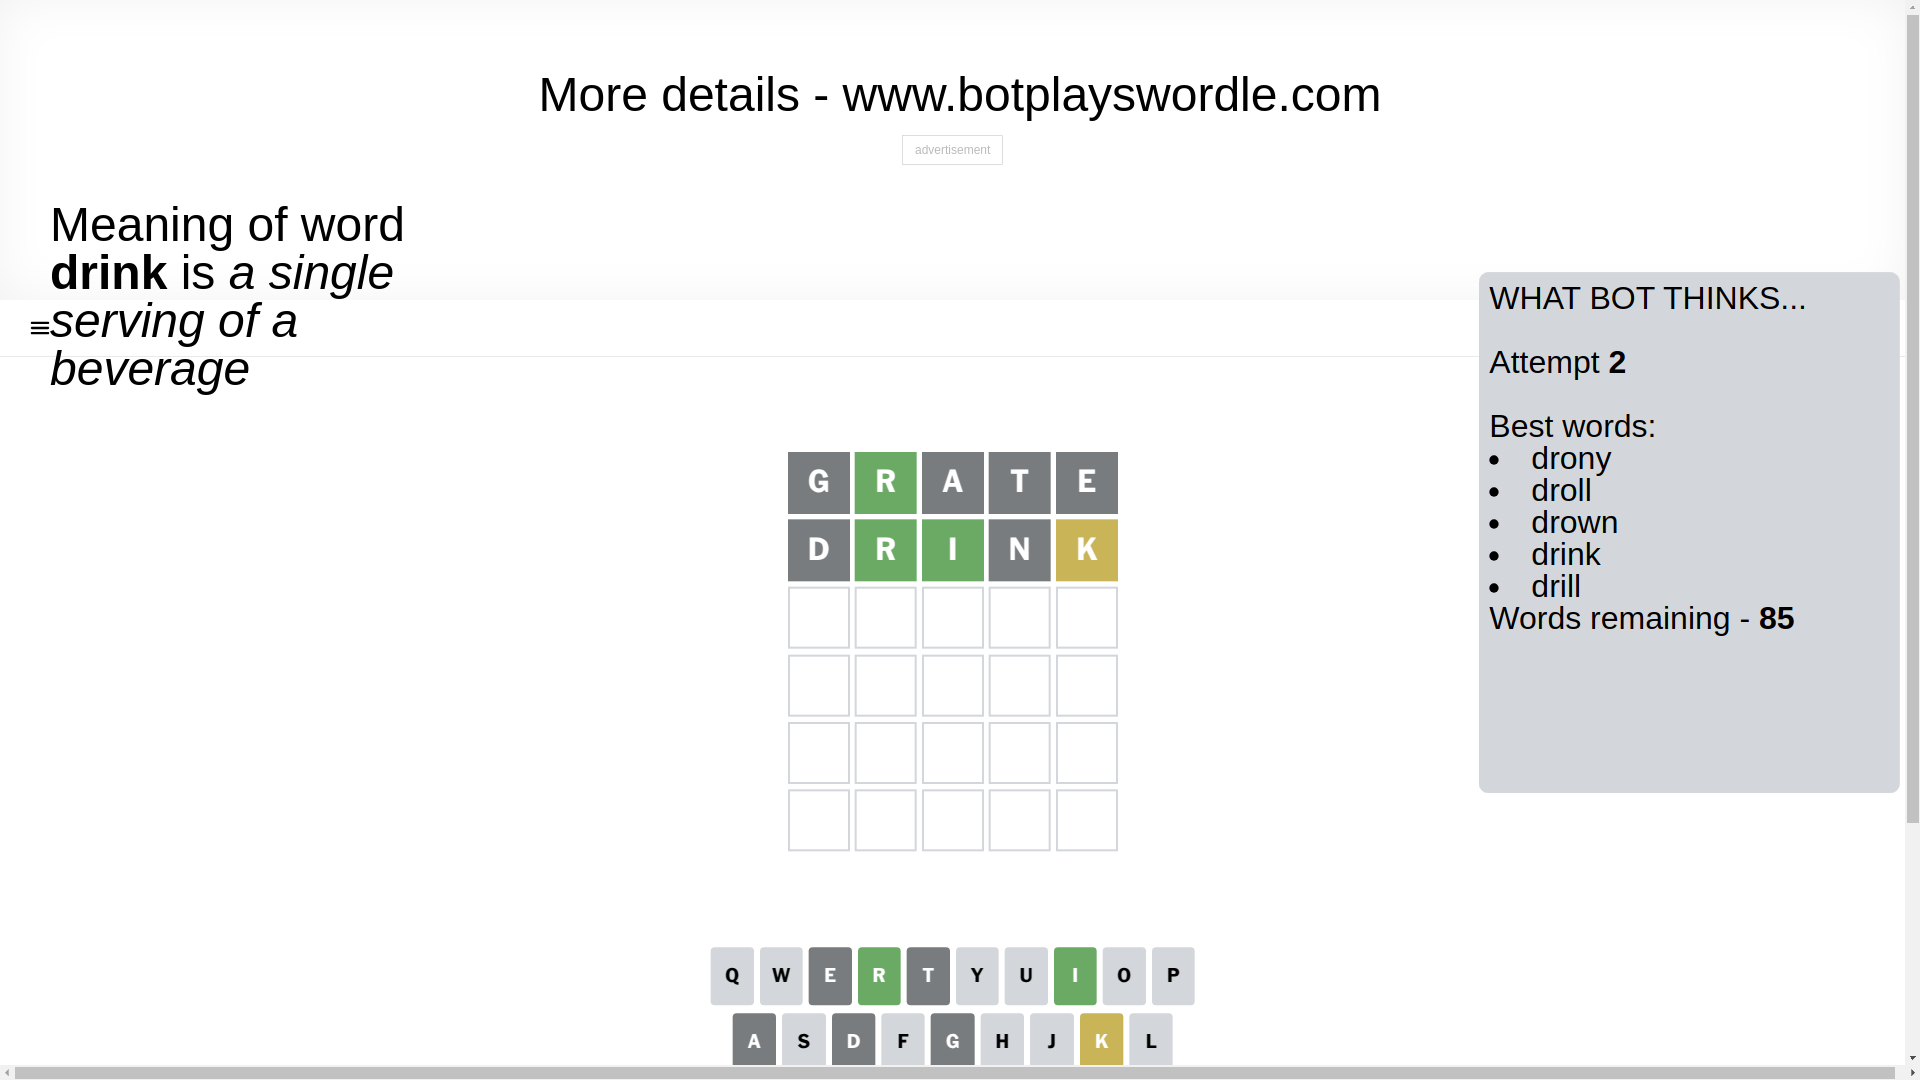 More details - www.botplayswordle.com
advertisement
Meaning of word
drink is a single
serving of a
beverage
WHAT BOT THINKS...
Attempt 2
Best words:
drony
droll
drown
drink
drill
Words remaining - 85
G R A T E
D R I N K
Q W E R T Y U I O P
A S D F G H J K L